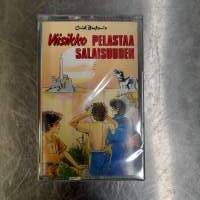 Enid Blyton's
Viisikko PELASTAA
SALAISUUDEN